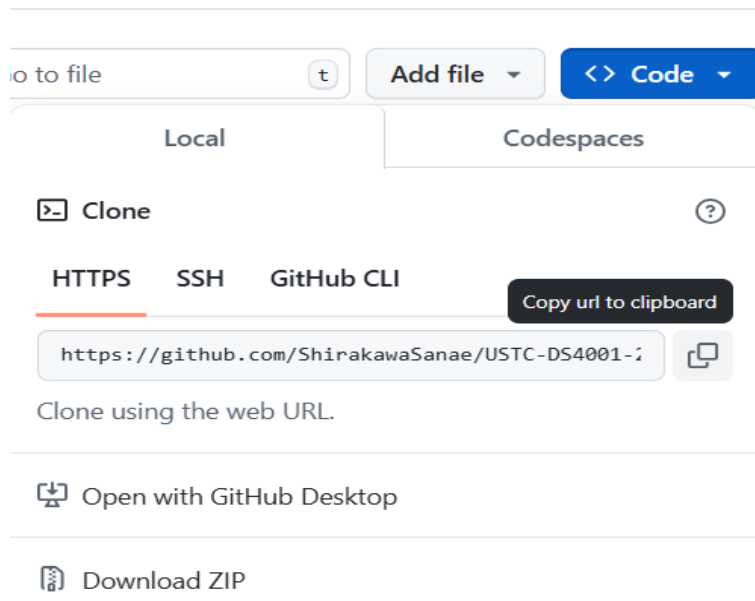 o to file t Add file <> Code
Local Codespaces
Clone
HTTPS SSH GitHub CLI
Copy url to clipboard
https://github.com/ShirakawaSanae/USTC-DS4001-2
Clone using the web URL.
Open with GitHub Desktop
Download ZIP